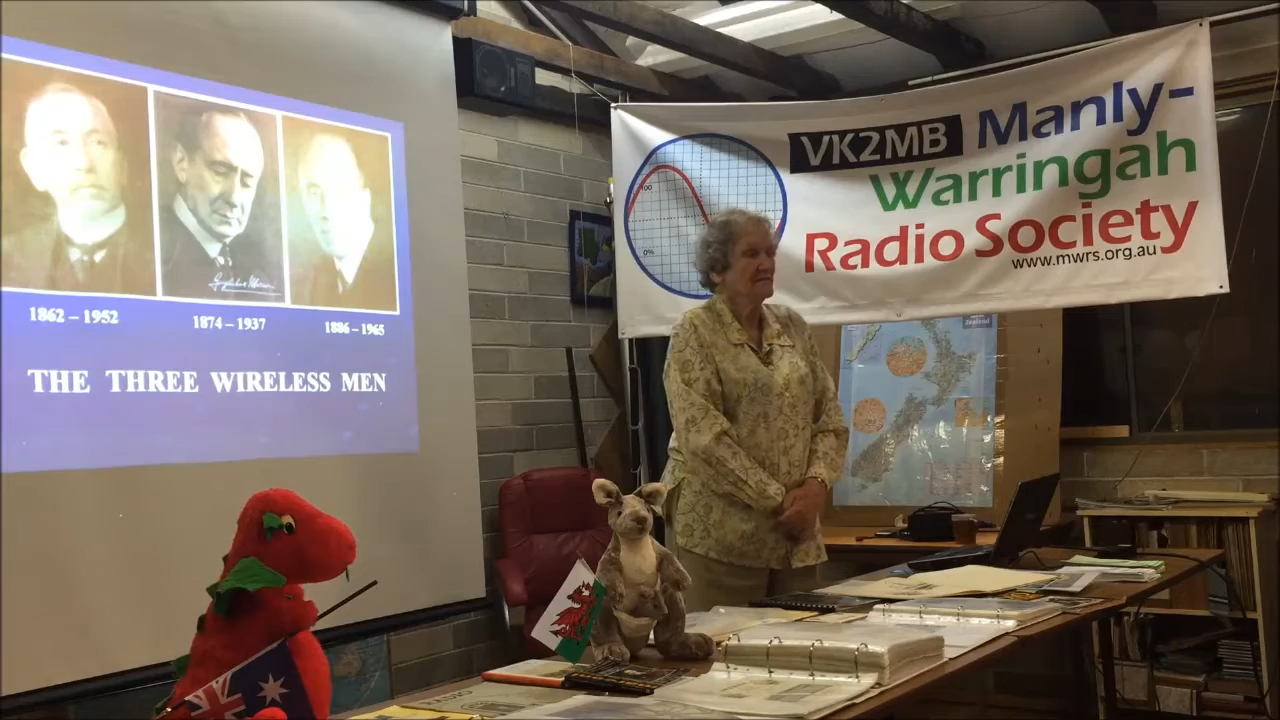 1862 – 1952
1874 – 1937
1886 – 1965
THE THREE WIRELESS MEN
VK2MB Manly-
Warringah
Radio Society
www.mwrs.org.au
100
0%
Zealand